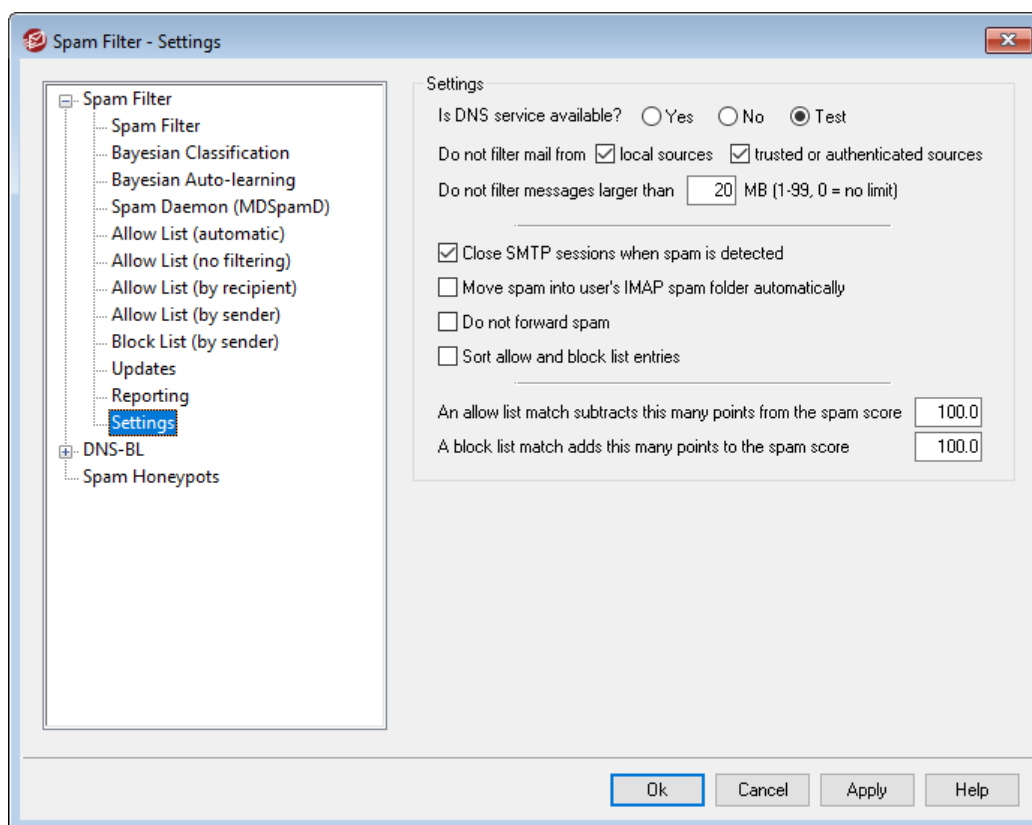 Spam Filter - Settings
Spam Filter
Spam Filter
Bayesian Classification
Bayesian Auto-learning
Spam Daemon (MDSpamD)
Allow List (automatic)
Allow List (no filtering)
Allow List (by recipient)
Allow List (by sender)
Block List (by sender)
Updates
Reporting
Settings
DNS-BL
Spam Honeypots
Settings
Is DNS service available? Yes No Test
Do not filter mail from local sources trusted or authenticated sources
Do not filter messages larger than 20 MB (1-99, 0 = no limit)
Close SMTP sessions when spam is detected
Move spam into user's IMAP spam folder automatically
Do not forward spam
Sort allow and block list entries
An allow list match subtracts this many points from the spam score 100.0
A block list match adds this many points to the spam score 100.0
Ok Cancel Apply Help